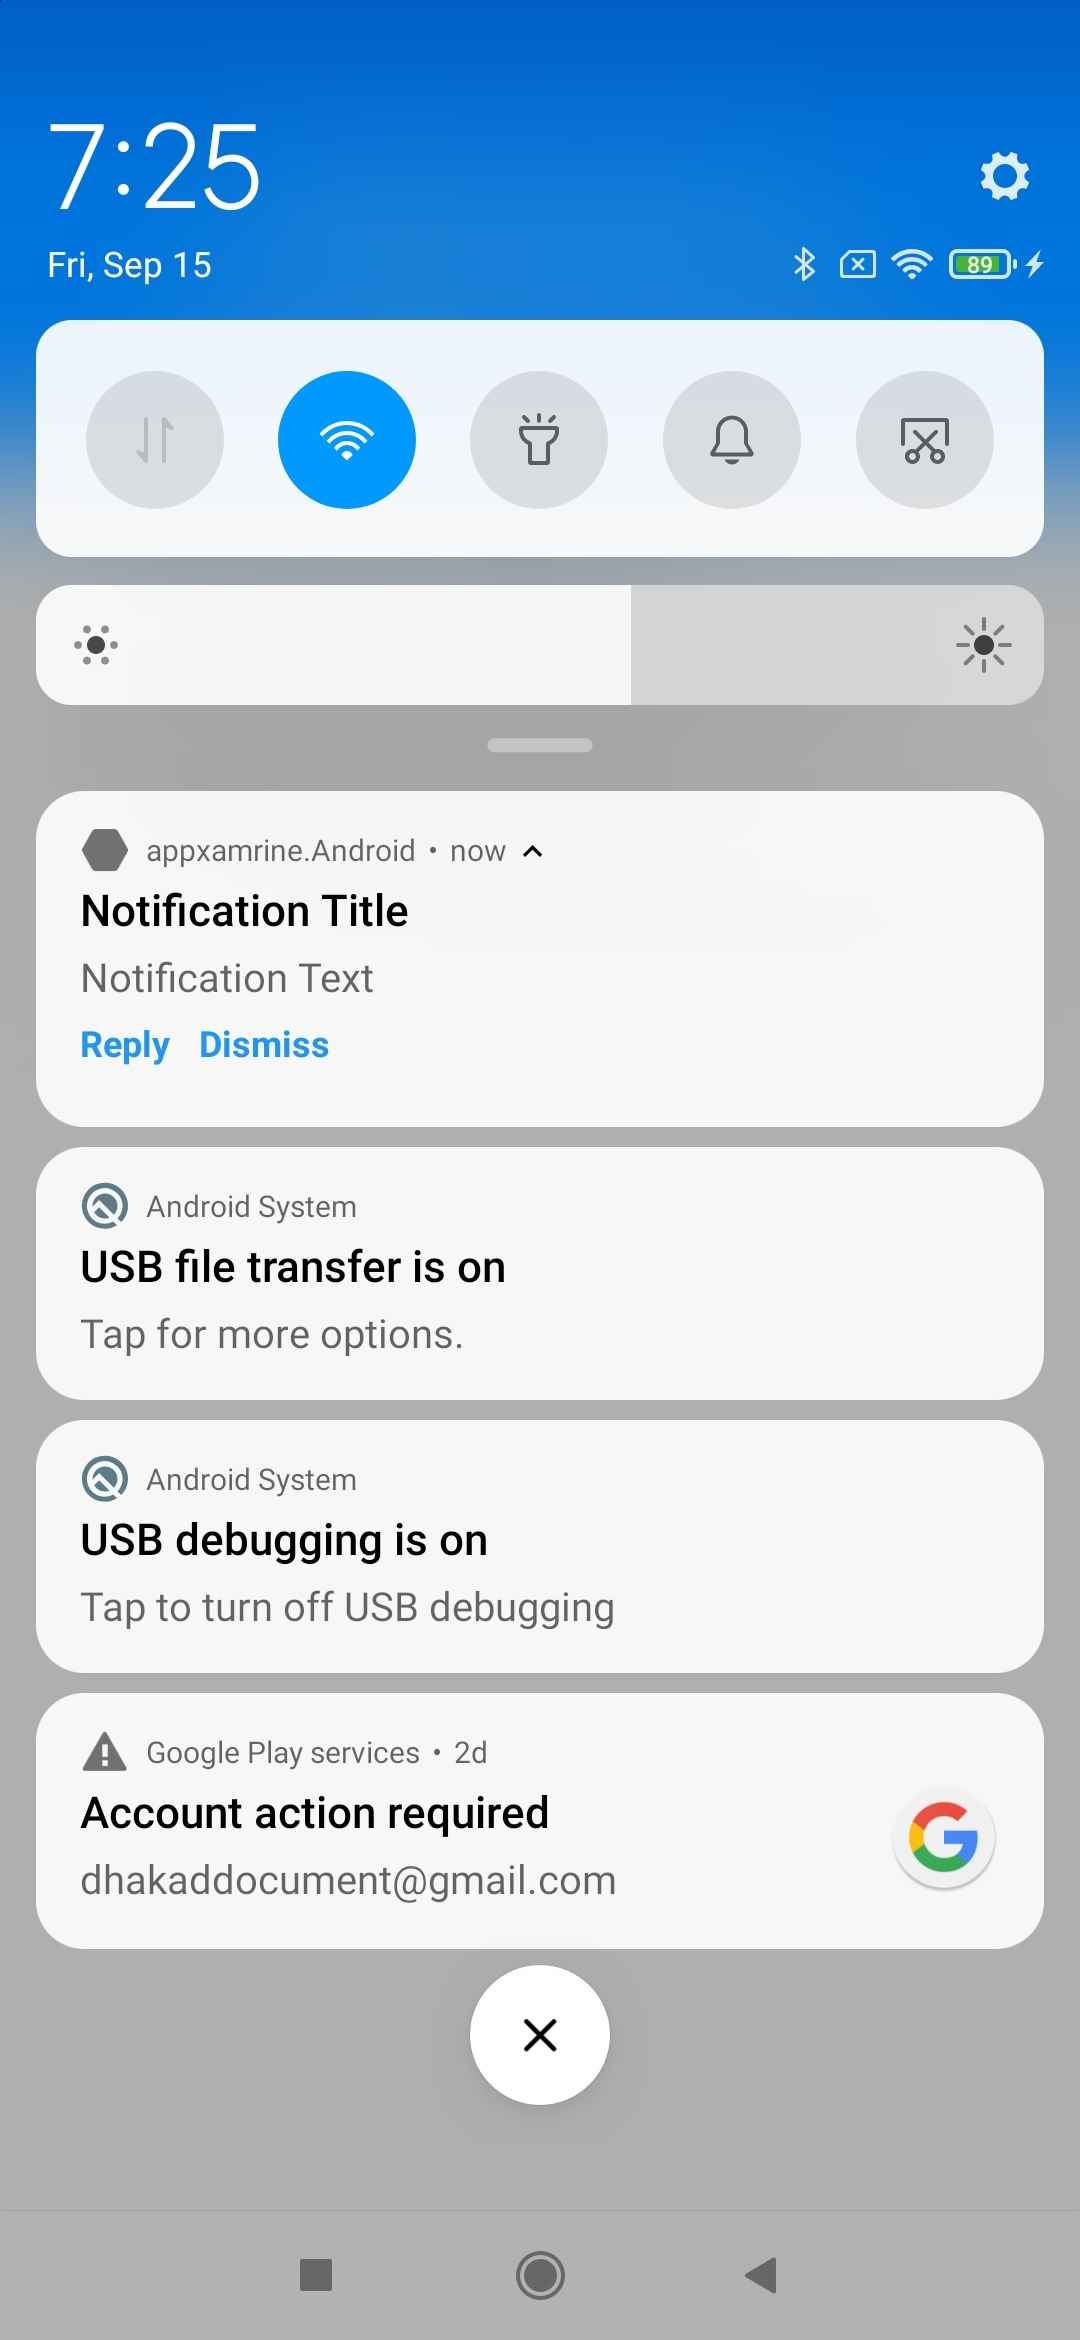 7:25
Fri, Sep 15
89
appxamrine.Android • now
Notification Title
Notification Text
Reply Dismiss
Android System
USB file transfer is on
Tap for more options.
Android System
USB debugging is on
Tap to turn off USB debugging
Google Play services • 2d
Account action required
dhakaddocument@gmail.com